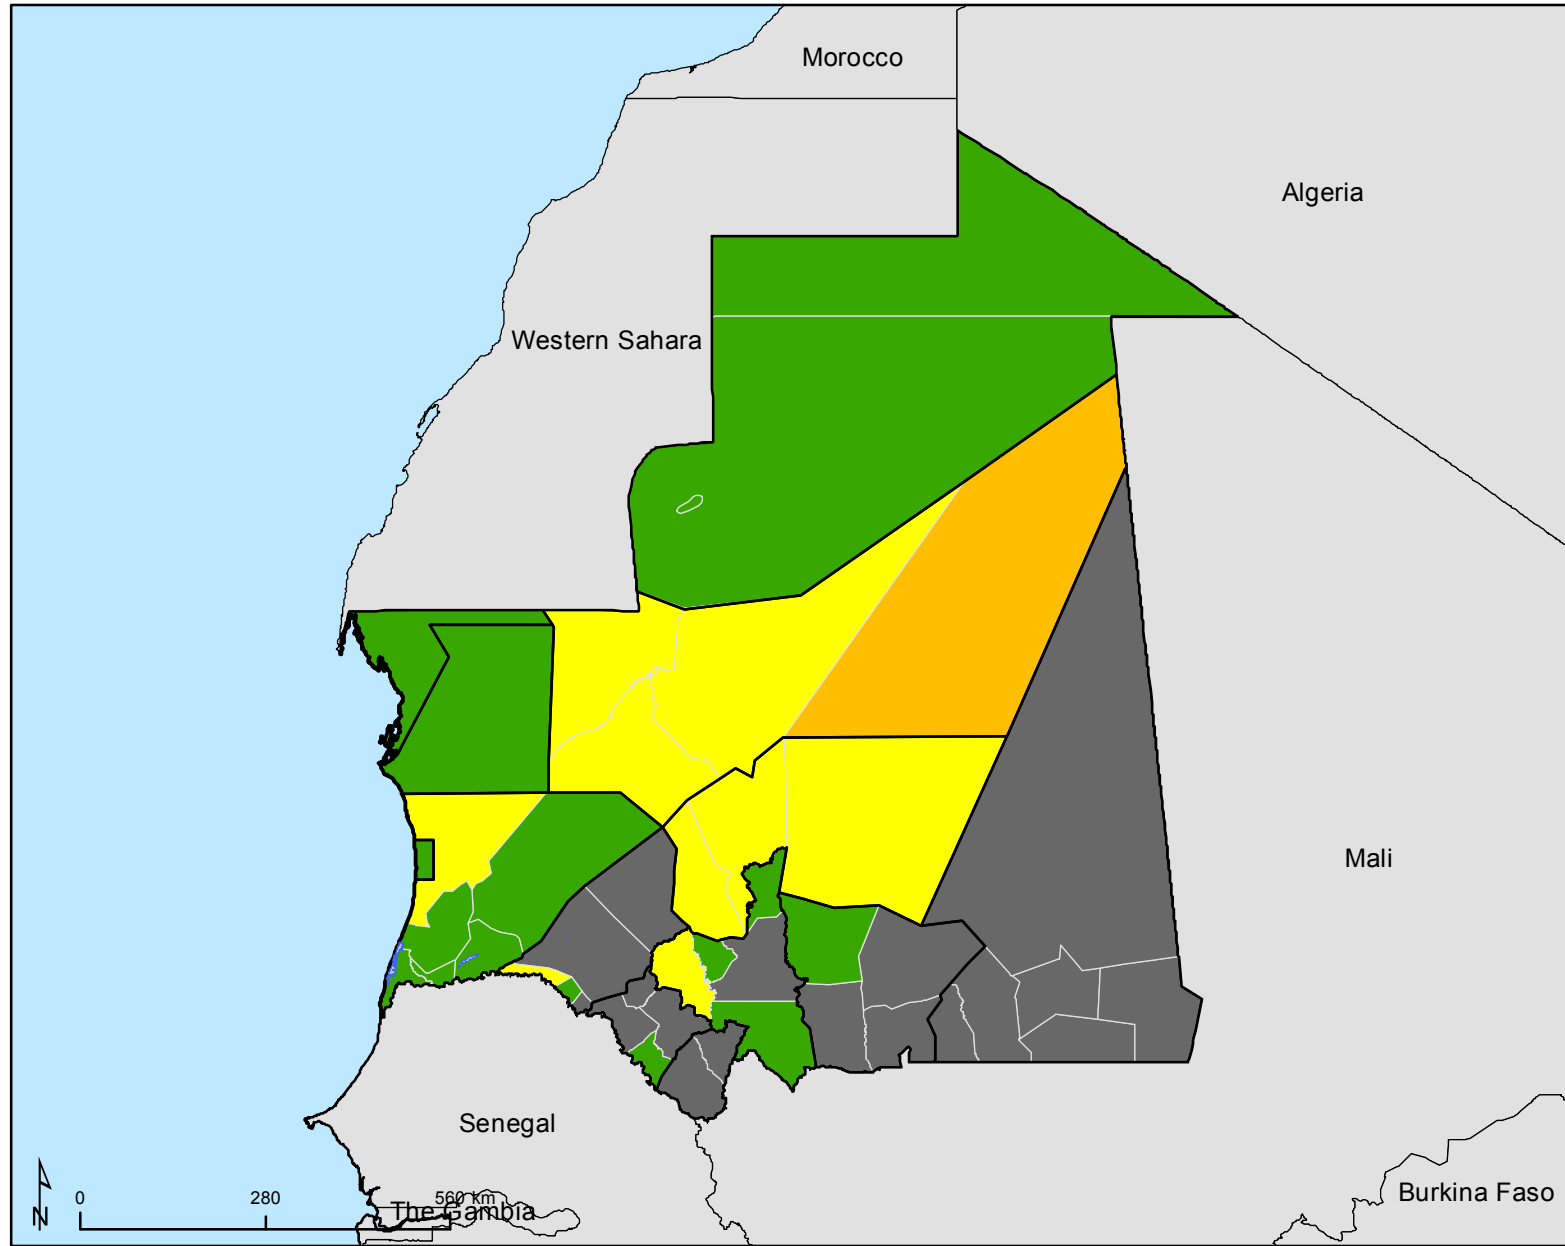 Morocco
Algeria
Western Sahara
Mali
Senegal
Burkina Faso
The Gambia
0 280 560 km
N